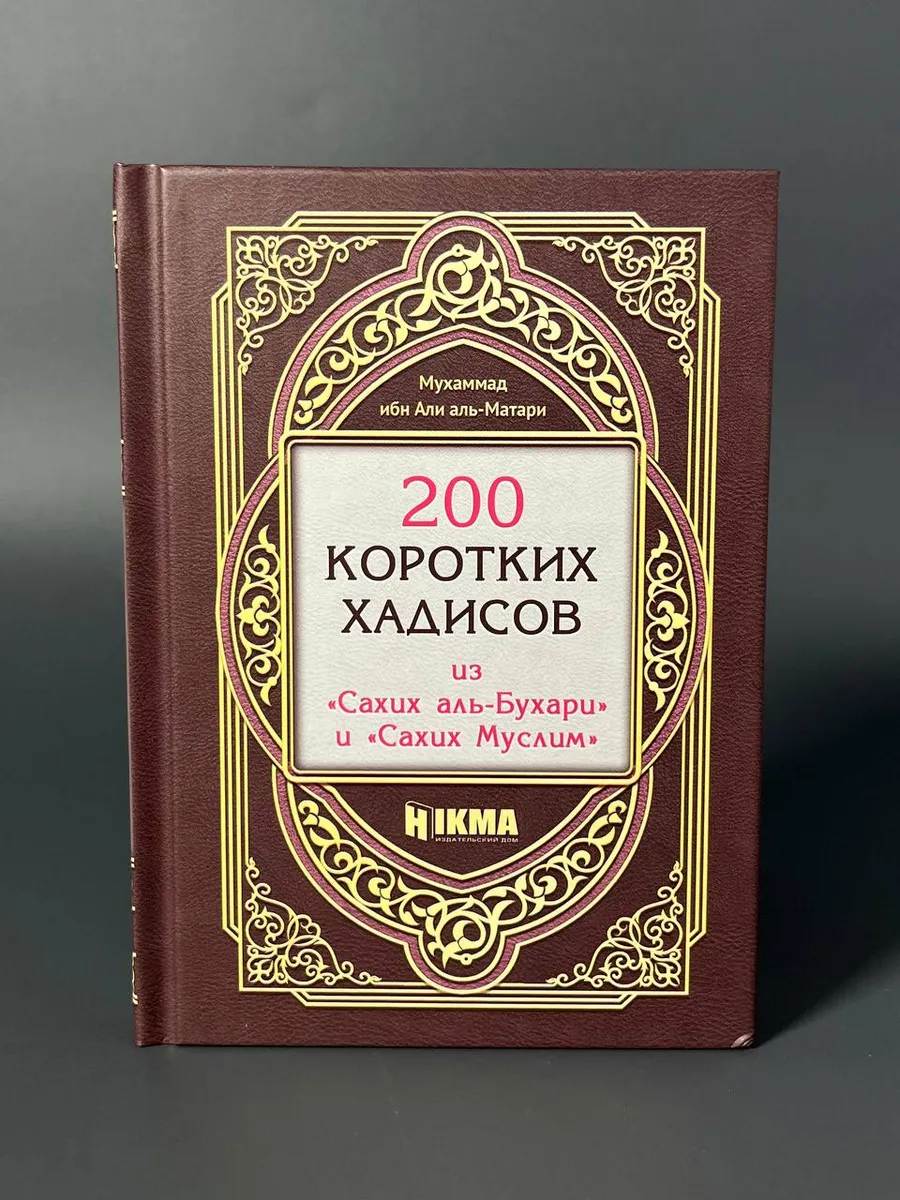 Мухаммад
ибн Али аль-Матари
200
КОРОТКИХ
ХАДИСОВ
из
«Сахих аль-Бухари»
и «Сахих Муслим»
HIKMA
ИЗДАТЕЛЬСКИЙ ДОМ